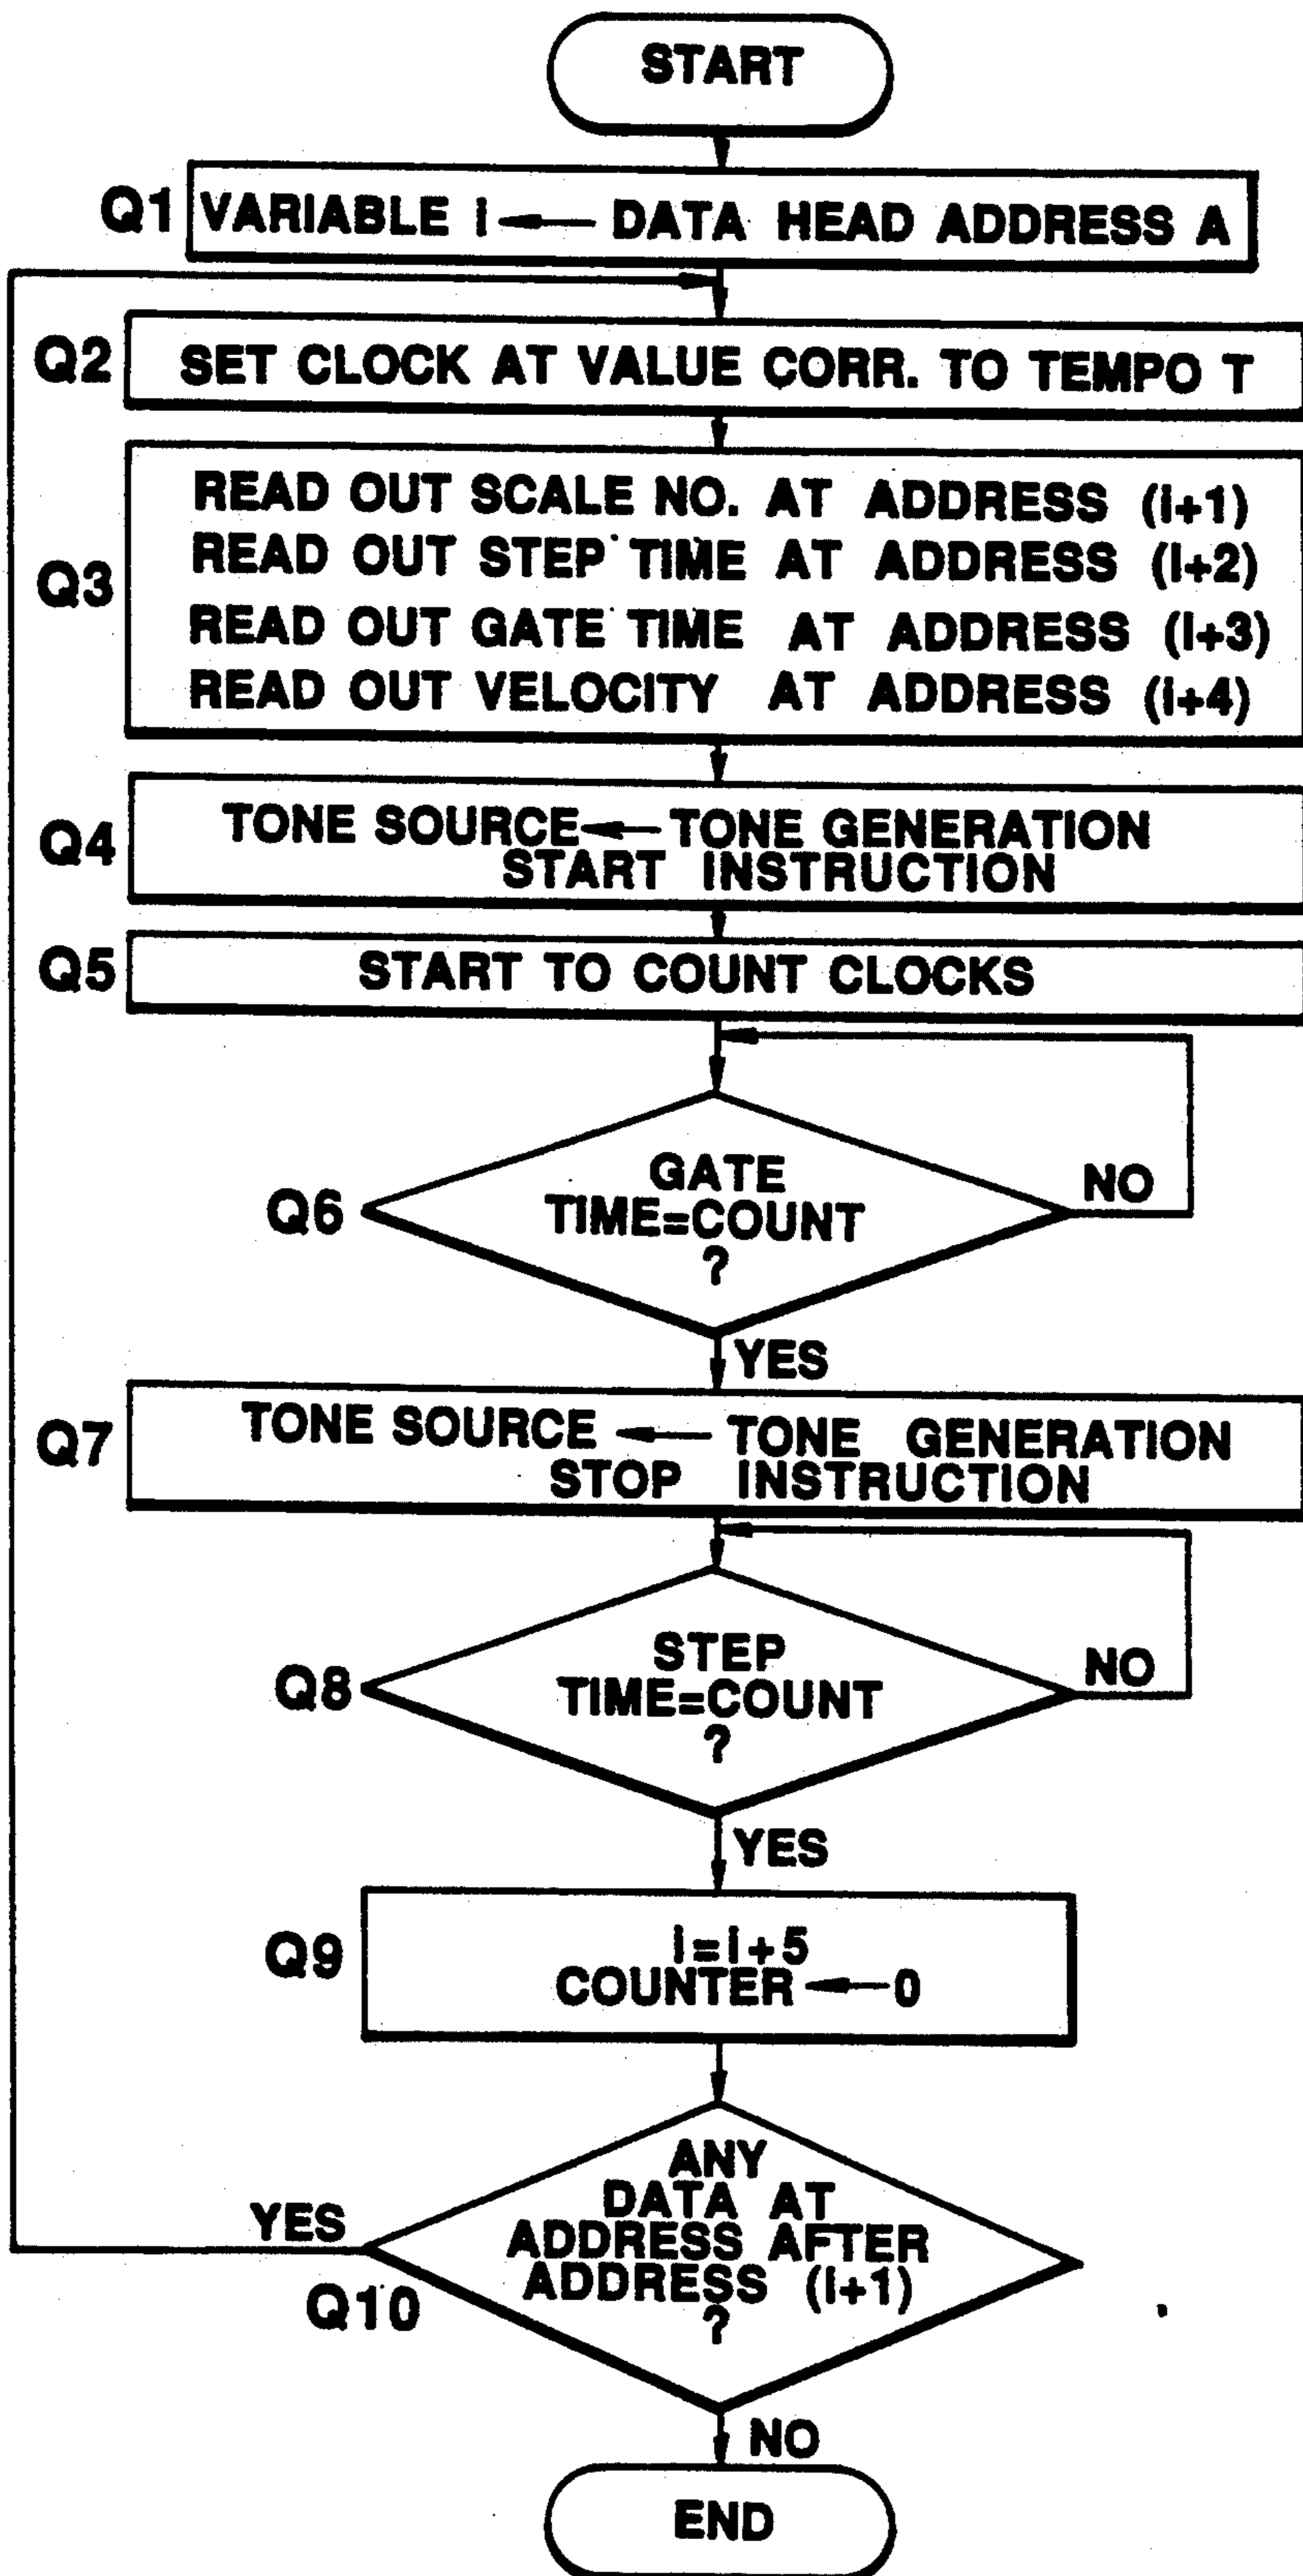 START
Q1 VARIABLE i ← DATA HEAD ADDRESS A
Q2 SET CLOCK AT VALUE CORR. TO TEMPO T
Q3
READ OUT SCALE NO. AT ADDRESS (i+1)
READ OUT STEP TIME AT ADDRESS (i+2)
READ OUT GATE TIME AT ADDRESS (i+3)
READ OUT VELOCITY AT ADDRESS (i+4)
Q4
TONE SOURCE ← TONE GENERATION
START INSTRUCTION
Q5 START TO COUNT CLOCKS
Q6
GATE
TIME=COUNT
?
NO
YES
Q7
TONE SOURCE ← TONE GENERATION
STOP INSTRUCTION
Q8
STEP
TIME=COUNT
?
NO
YES
Q9
i=i+5
COUNTER ← 0
Q10
ANY
DATA AT
ADDRESS AFTER
ADDRESS (i+1)
?
YES
NO
END